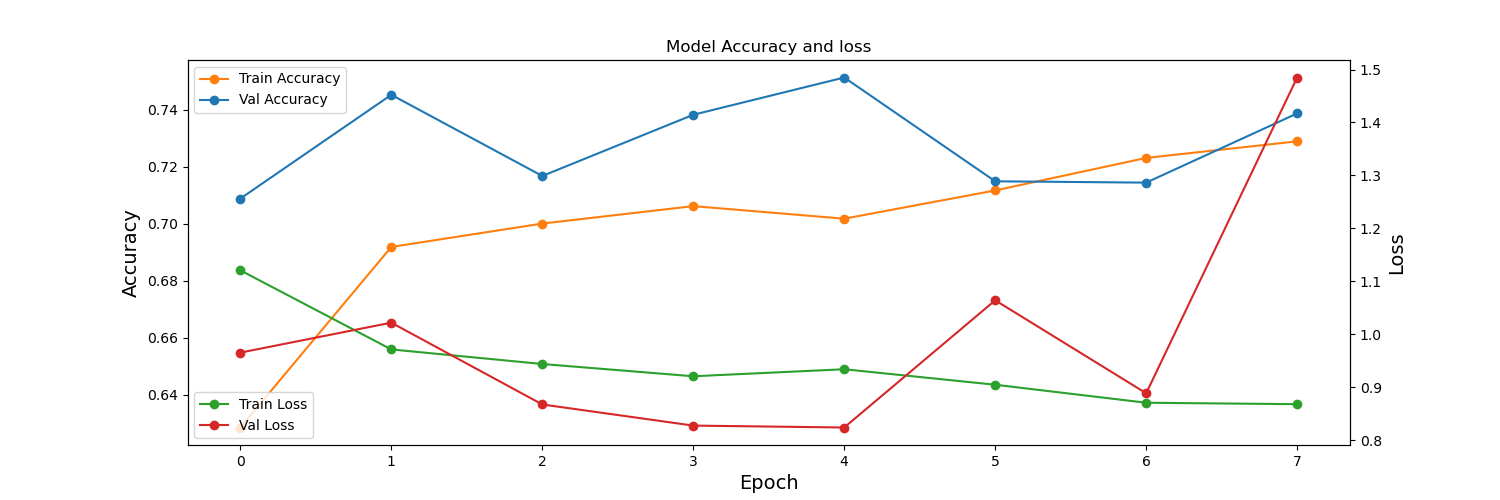 Model Accuracy and loss
Train Accuracy
Val Accuracy
Train Loss
Val Loss
Accuracy
0.74
0.72
0.70
0.68
0.66
0.64
1.5
1.4
1.3
1.2
1.1
1.0
0.9
0.8
Loss
0 1 2 3 4 5 6 7
Epoch